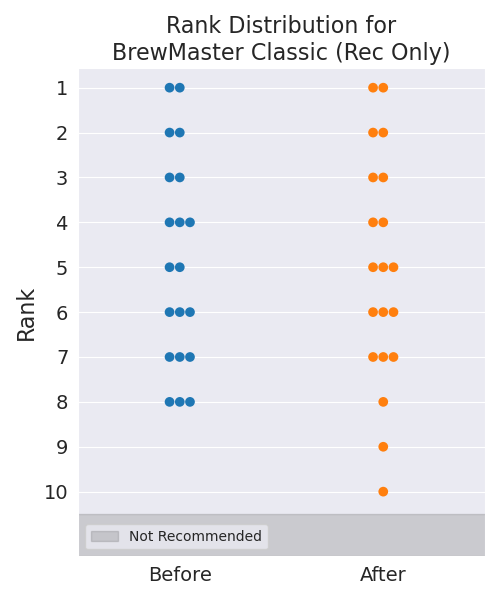 Rank Distribution for
BrewMaster Classic (Rec Only)
Rank
1
2
3
4
5
6
7
8
9
10
Not Recommended
Before
After